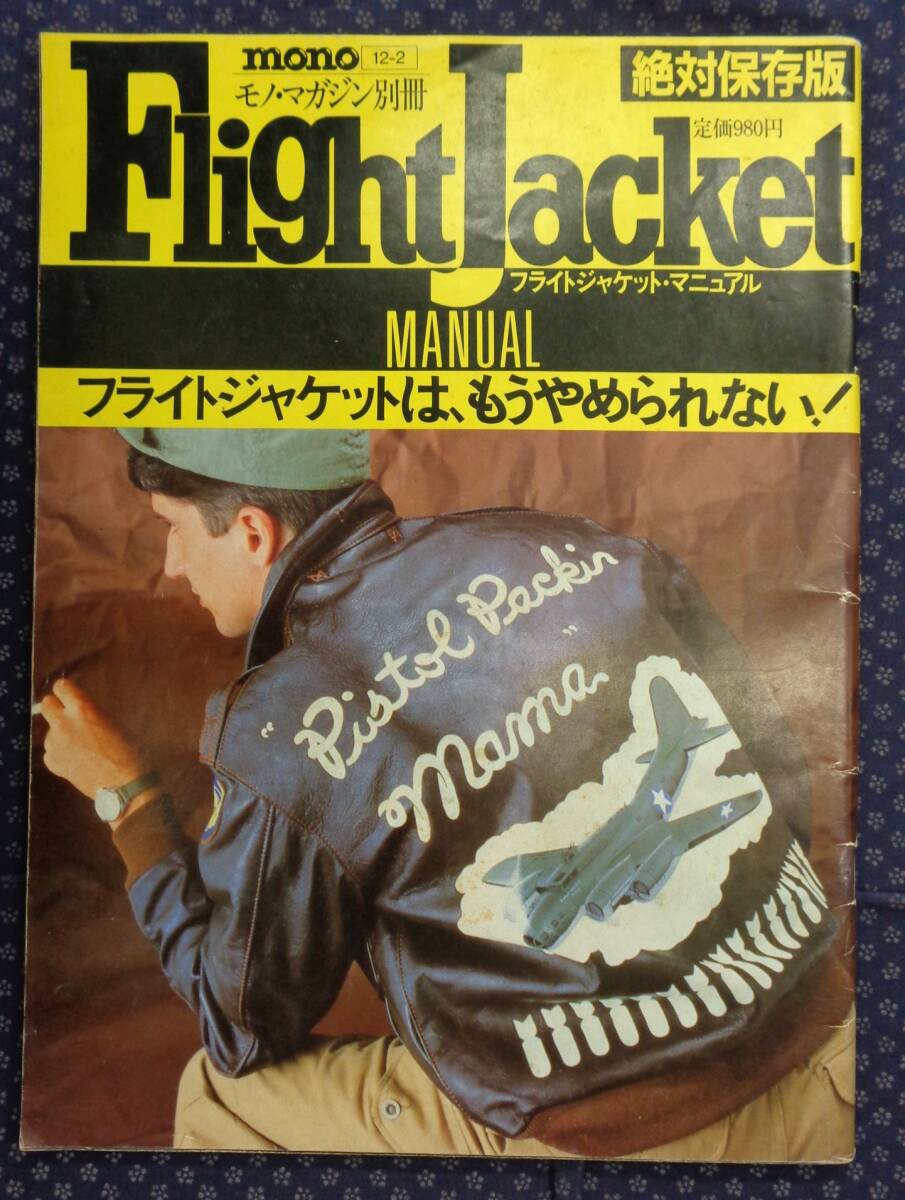 mono 12-2
モノ・マガジン別冊
絶対保存版
定価980円
Flight Jacket
フライトジャケット・マニュアル
MANUAL
フライトジャケットは、もうやめられない!
"Pistol Packin
Mama"